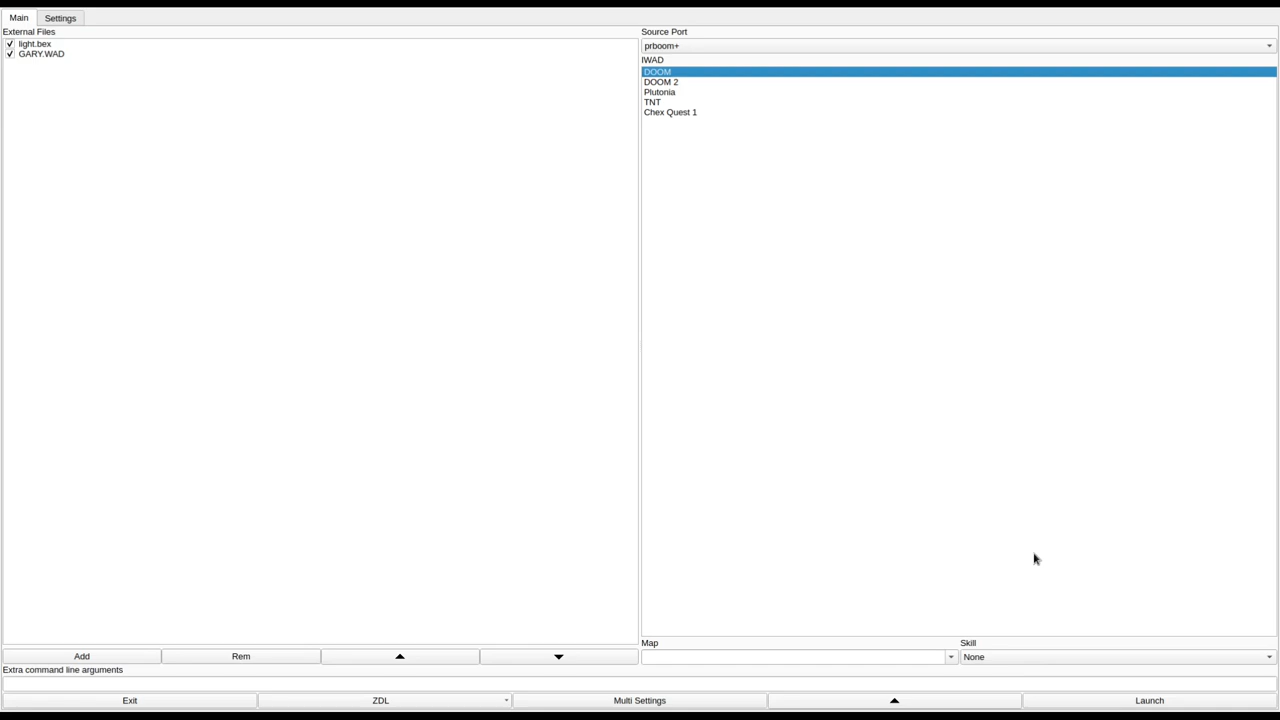 Main
Settings
External Files
light.bex
GARY.WAD
Source Port
prboom+
IWAD
DOOM
DOOM 2
Plutonia
TNT
Chex Quest 1
Map
Skill
None
Add
Rem
Extra command line arguments
Exit
ZDL
Multi Settings
Launch